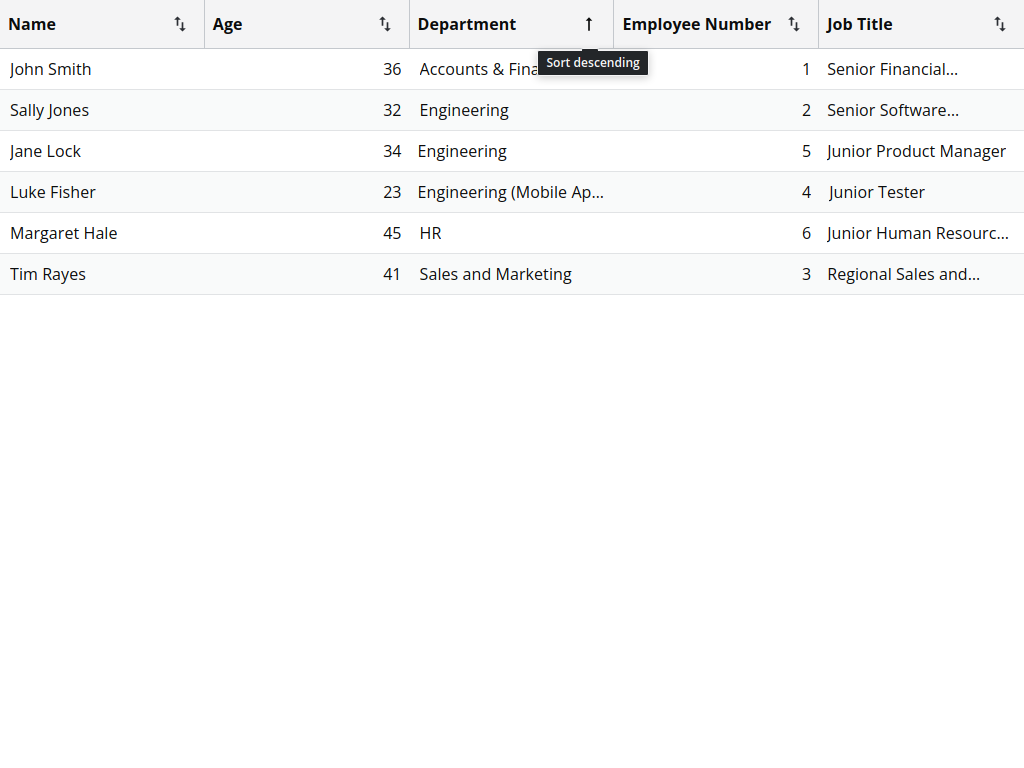 Name Age Department Employee Number Job Title
Sort descending
John Smith 36 Accounts & Fina 1 Senior Financial...
Sally Jones 32 Engineering 2 Senior Software...
Jane Lock 34 Engineering 5 Junior Product Manager
Luke Fisher 23 Engineering (Mobile Ap... 4 Junior Tester
Margaret Hale 45 HR 6 Junior Human Resourc...
Tim Rayes 41 Sales and Marketing 3 Regional Sales and...